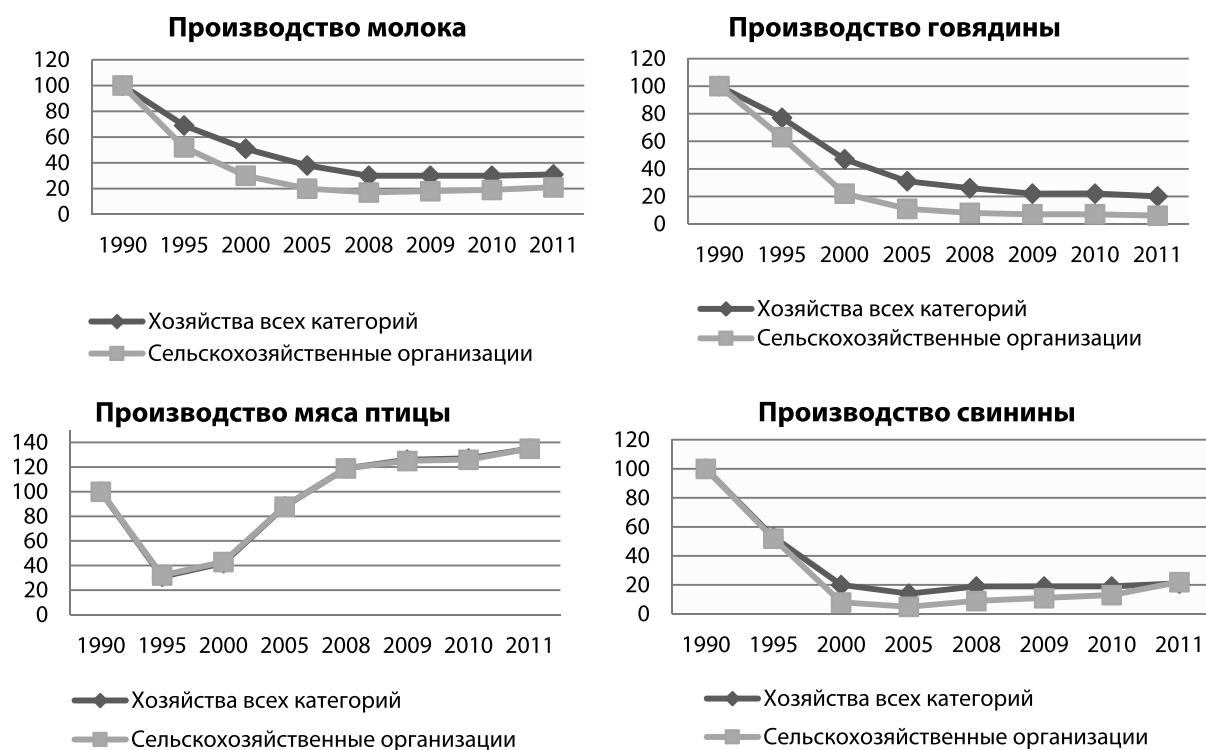 Производство молока
120
100
80
60
40
20
0
1990 1995 2000 2005 2008 2009 2010 2011
Хозяйства всех категорий
Сельскохозяйственные организации
Производство говядины
120
100
80
60
40
20
0
1990 1995 2000 2005 2008 2009 2010 2011
Хозяйства всех категорий
Сельскохозяйственные организации
Производство мяса птицы
140
120
100
80
60
40
20
0
1990 1995 2000 2005 2008 2009 2010 2011
Хозяйства всех категорий
Сельскохозяйственные организации
Производство свинины
120
100
80
60
40
20
0
1990 1995 2000 2005 2008 2009 2010 2011
Хозяйства всех категорий
Сельскохозяйственные организации